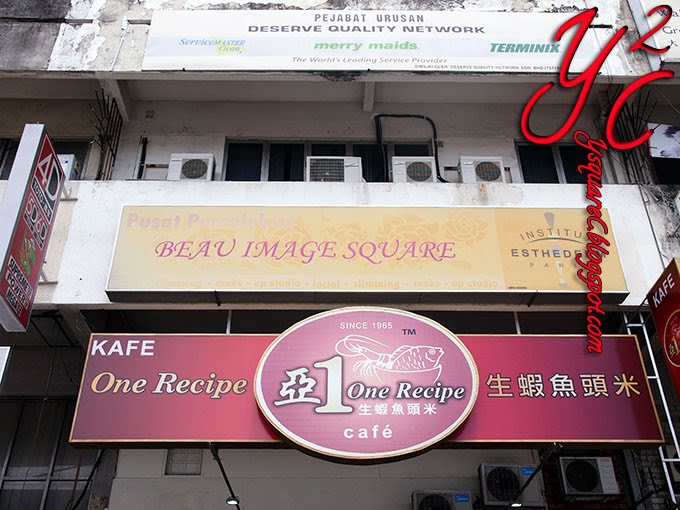 PEJABAT URUSAN
DESERVE QUALITY NETWORK
SERVICEMASTER Clean
merry maids
TERMINIX
The World's Leading Service Provider
y2c
ysquarec.blogspot.com
BEAU IMAGE SQUARE
INSTITUT
ESTHEDERM
PARIS
slimming · make-up studio · facial · slimming · make-up studio
KAFE
One Recipe
SINCE 1965
TM
亞1 One Recipe
生蝦魚頭米
café
生蝦魚頭米
KAFE